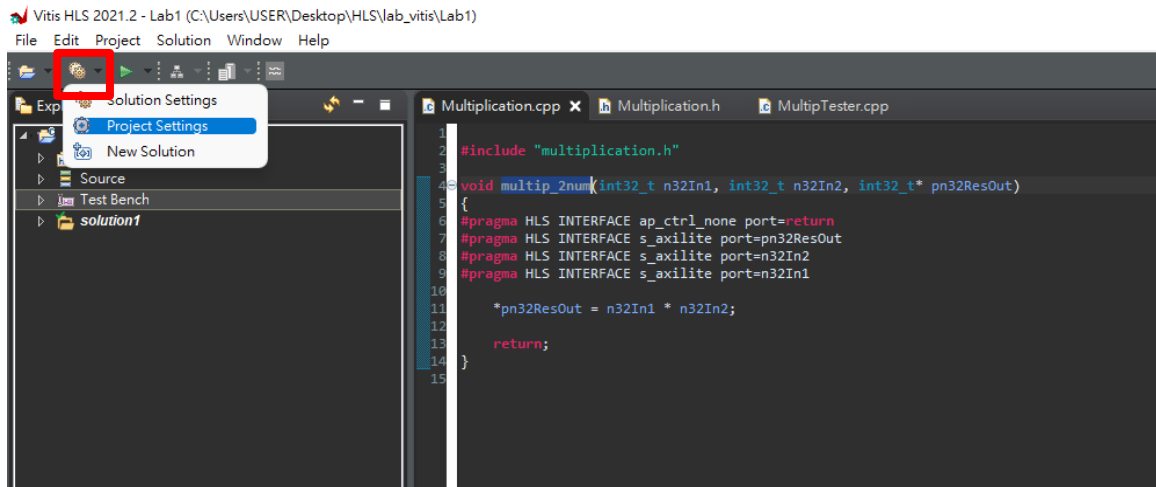 Vitis HLS 2021.2 - Lab1 (C:\Users\USER\Desktop\HLS\lab_vitis\Lab1)
File Edit Project Solution Window Help
Solution Settings
Project Settings
New Solution
Source
Test Bench
solution1
Multiplication.cpp Multiplication.h MultipTester.cpp
1
2 #include "multiplication.h"
3
4 void multip_2num(int32_t n32In1, int32_t n32In2, int32_t* pn32ResOut)
5 {
6 #pragma HLS INTERFACE ap_ctrl_none port=return
7 #pragma HLS INTERFACE s_axilite port=pn32ResOut
8 #pragma HLS INTERFACE s_axilite port=n32In2
9 #pragma HLS INTERFACE s_axilite port=n32In1
10
11 *pn32ResOut = n32In1 * n32In2;
12
13 return;
14 }
15